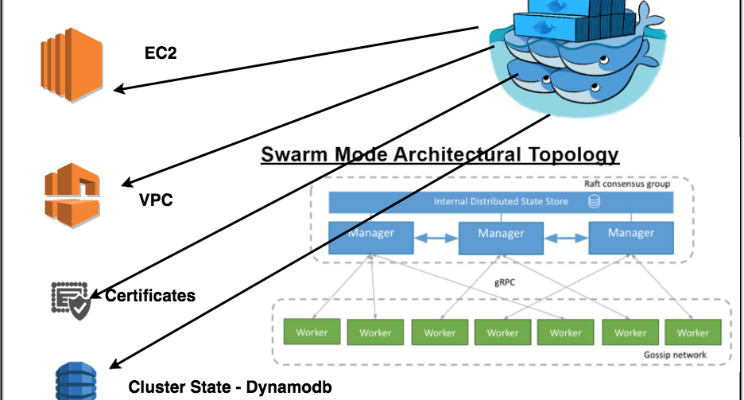 EC2
Swarm Mode Architectural Topology
Raft consensus group
Internal Distributed State Store
VPC
Manager
Manager
Manager
gRPC
Certificates
Worker
Worker
Worker
Worker
Worker
Worker
Worker
Gossip network
Cluster State - Dynamodb